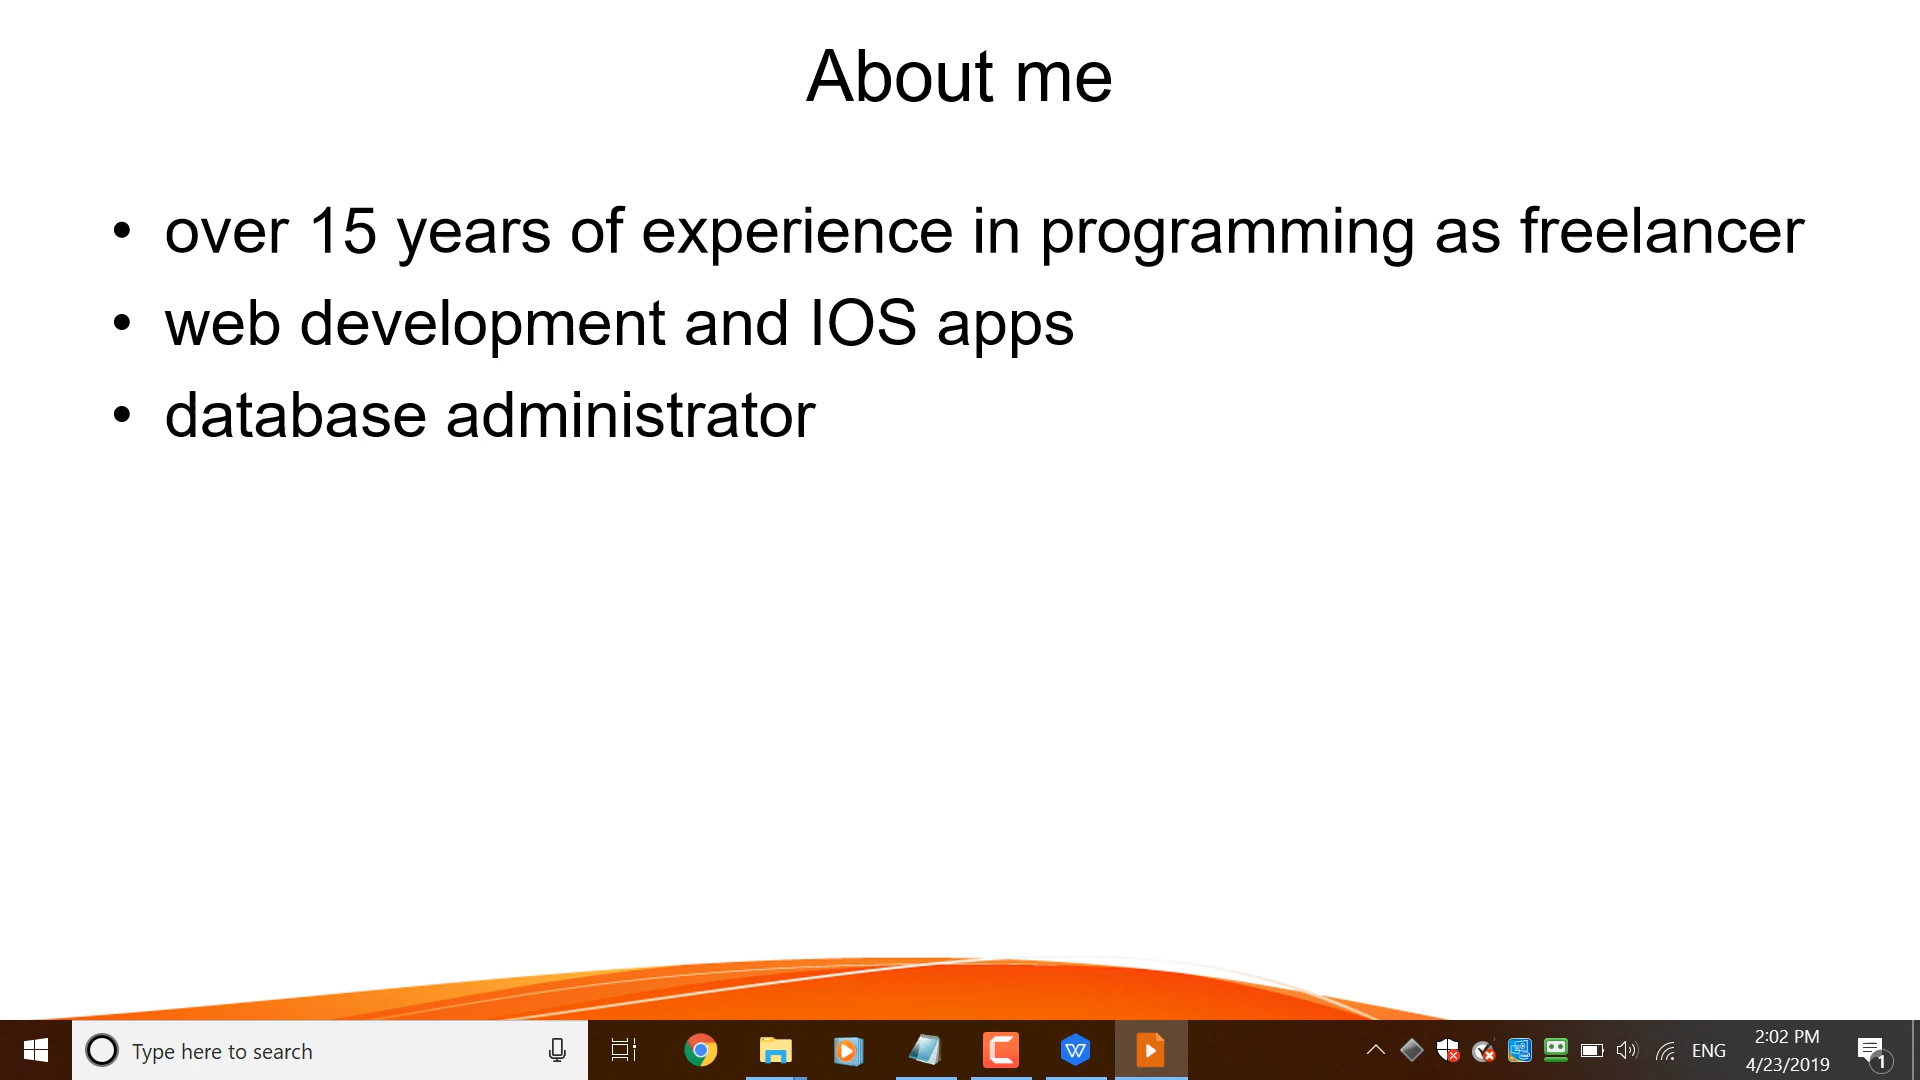 About me
• over 15 years of experience in programming as freelancer
• web development and IOS apps
• database administrator
Type here to search
ENG
2:02 PM
4/23/2019
1